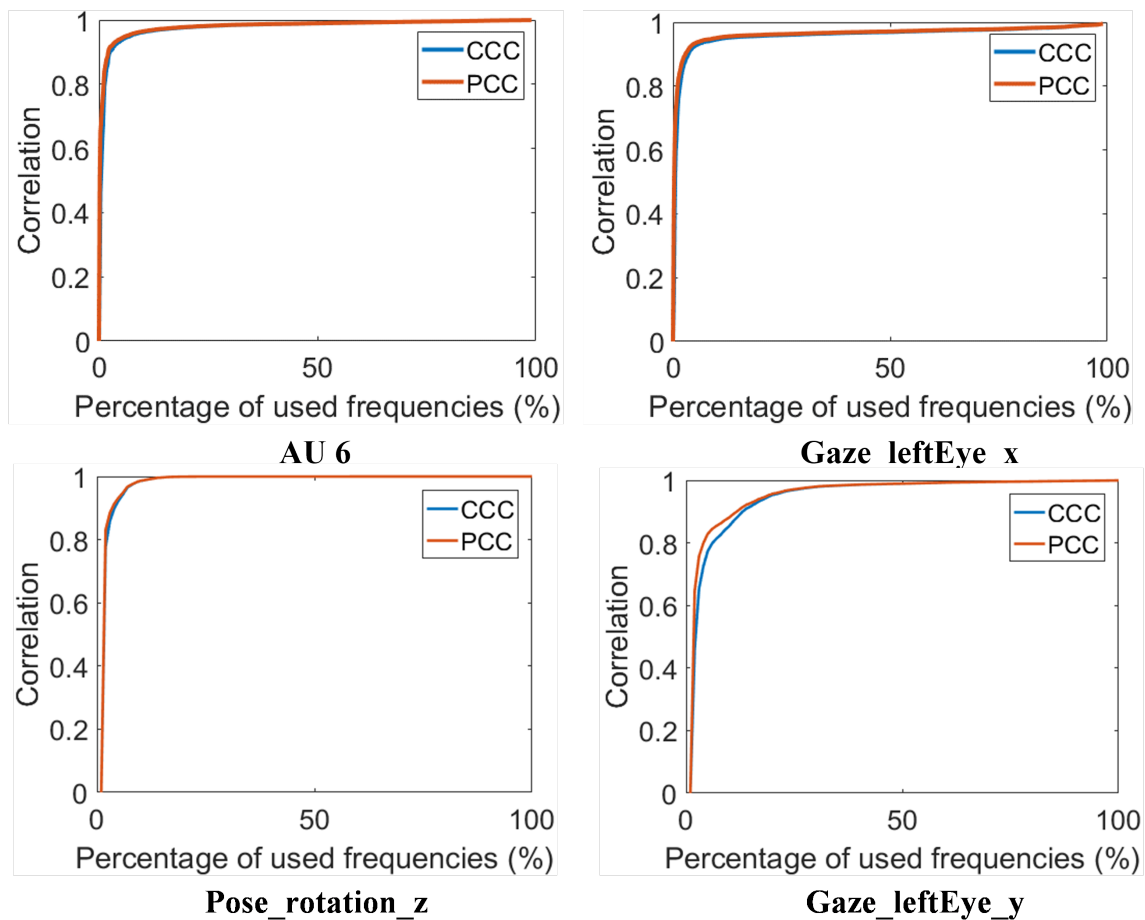 1
0.8
0.6
0.4
0.2
0
Correlation
CCC
PCC
0 50 100
Percentage of used frequencies (%)
AU 6
1
0.8
0.6
0.4
0.2
0
Correlation
CCC
PCC
0 50 100
Percentage of used frequencies (%)
Gaze_leftEye_x
1
0.8
0.6
0.4
0.2
0
Correlation
CCC
PCC
0 50 100
Percentage of used frequencies (%)
Pose_rotation_z
1
0.8
0.6
0.4
0.2
0
Correlation
CCC
PCC
0 50 100
Percentage of used frequencies (%)
Gaze_leftEye_y